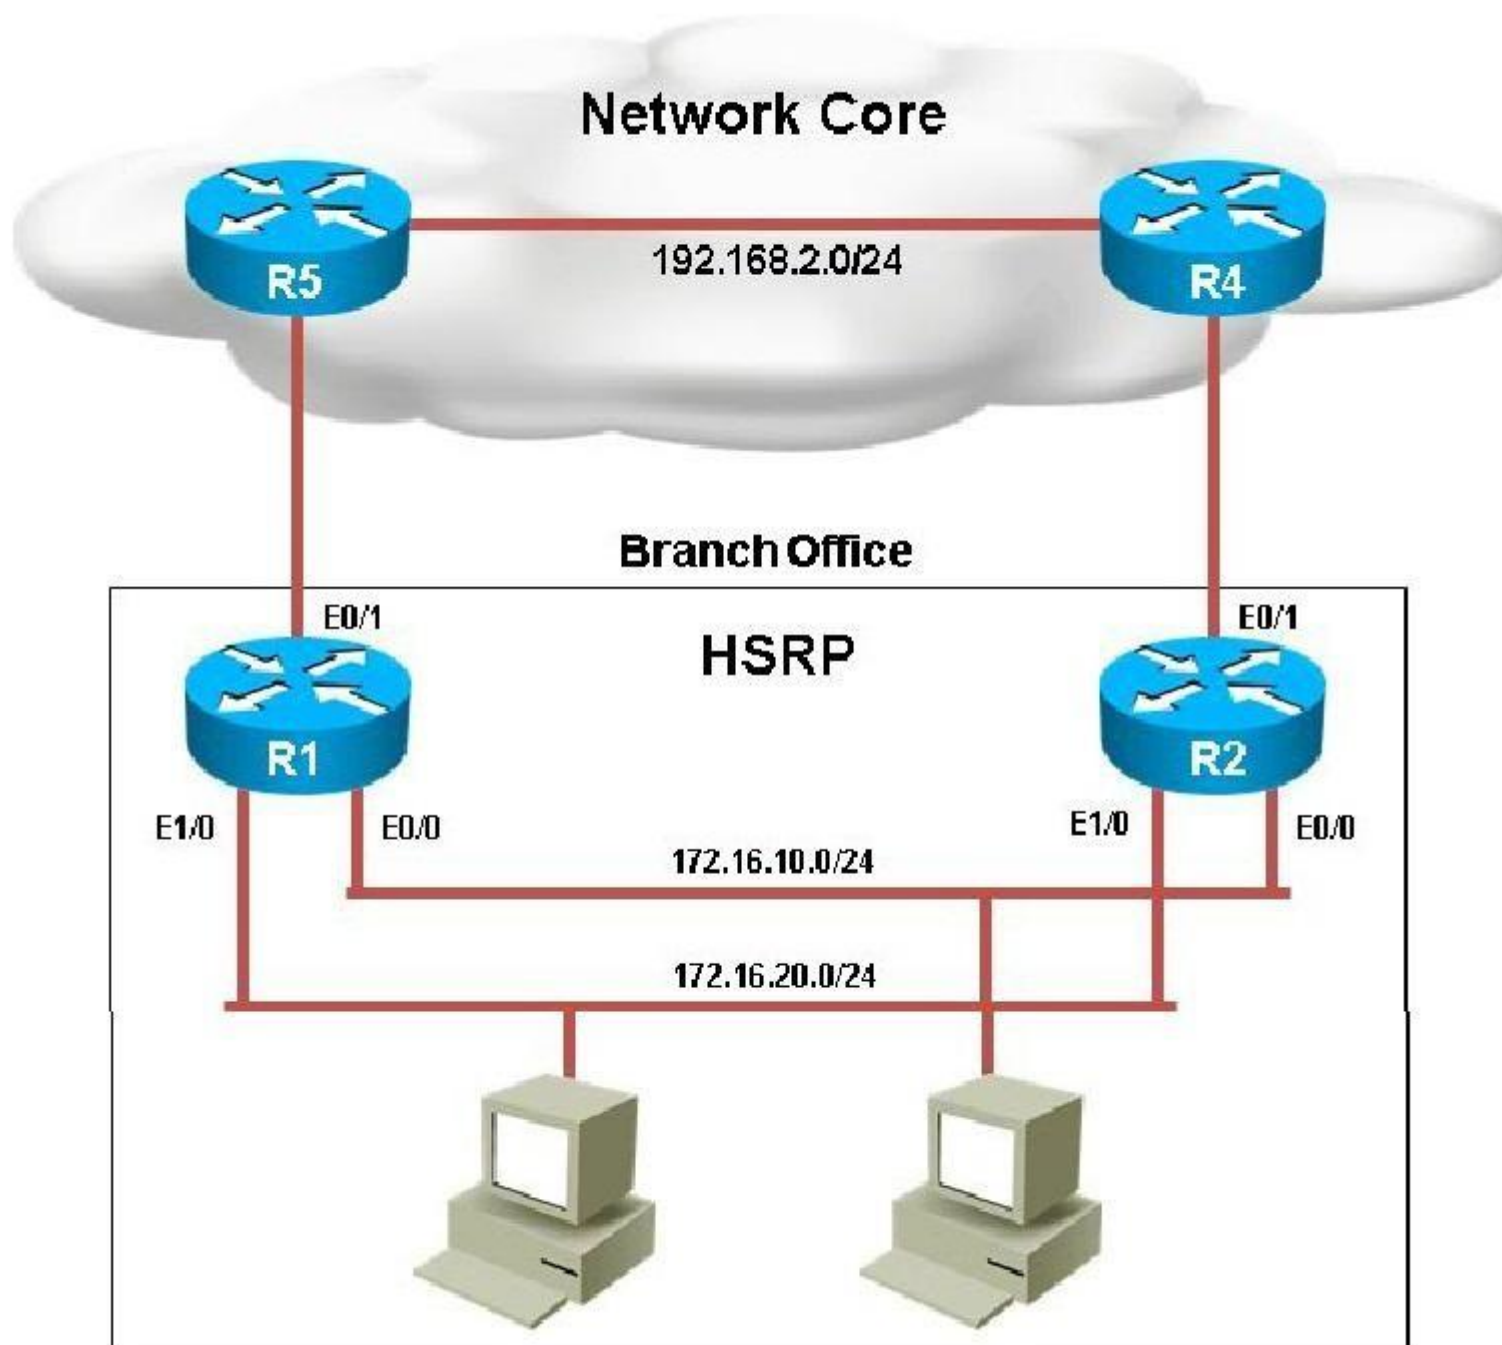 Network Core
192.168.2.0/24
R5
R4
Branch Office
E0/1
E0/1
HSRP
R1
R2
E1/0
E0/0
E1/0
E0/0
172.16.10.0/24
172.16.20.0/24